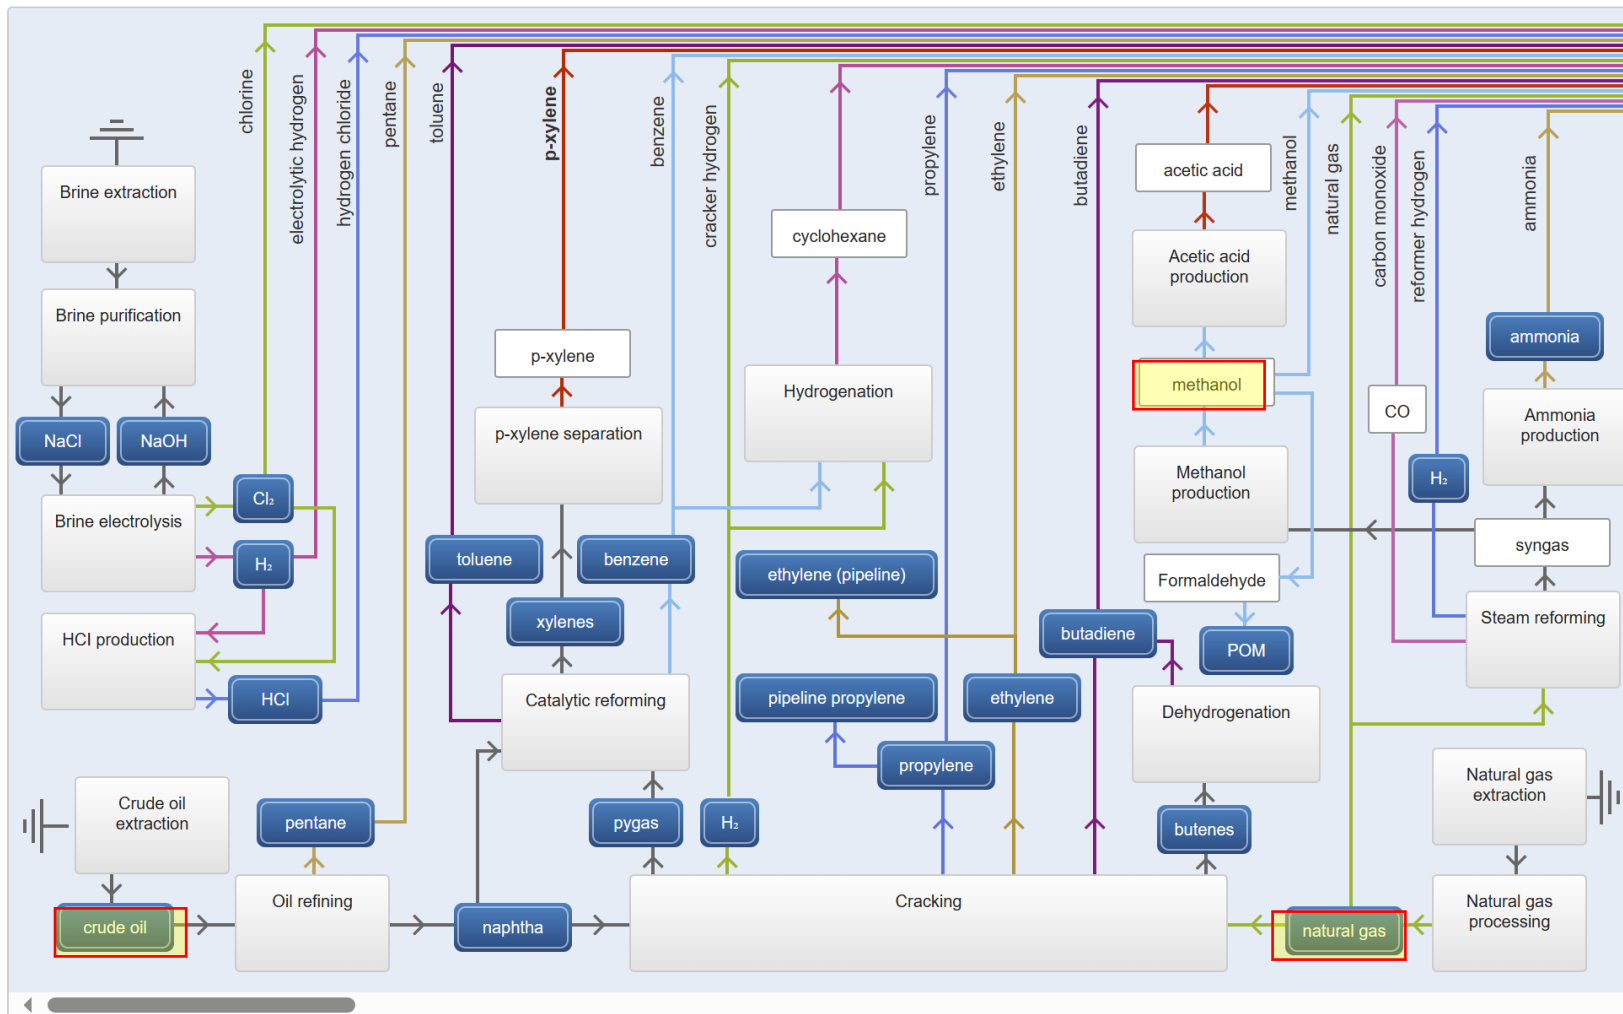 chlorine
electrolytic hydrogen
hydrogen chloride
pentane
toluene
p-xylene
benzene
cracker hydrogen
propylene
ethylene
butadiene
methanol
natural gas
carbon monoxide
reformer hydrogen
ammonia
Brine extraction
Brine purification
NaCl
NaOH
Brine electrolysis
Cl₂
H₂
HCl production
HCl
Crude oil
extraction
crude oil
pentane
Oil refining
naphtha
p-xylene
p-xylene separation
toluene
xylenes
benzene
Catalytic reforming
pygas
H₂
cyclohexane
Hydrogenation
ethylene (pipeline)
pipeline propylene
propylene
ethylene
Cracking
acetic acid
Acetic acid
production
methanol
Methanol
production
Formaldehyde
POM
butadiene
Dehydrogenation
butenes
natural gas
CO
H₂
ammonia
Ammonia
production
syngas
Steam reforming
Natural gas
extraction
Natural gas
processing